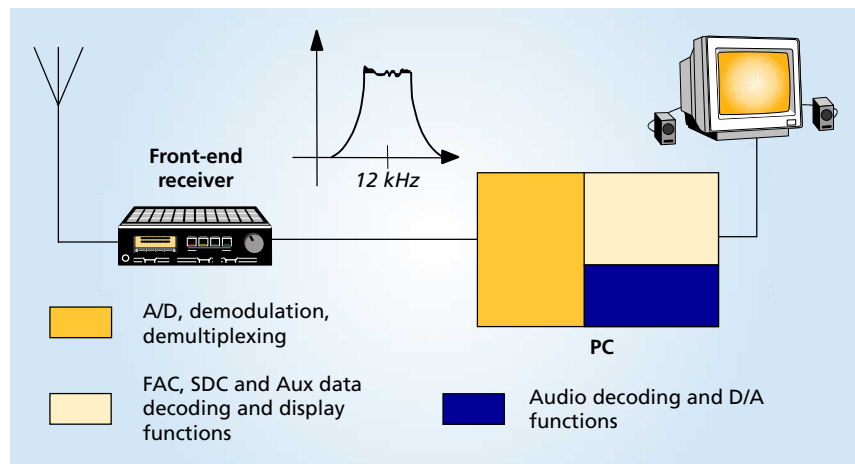 Front-end
receiver
12 kHz
PC
A/D, demodulation,
demultiplexing
FAC, SDC and Aux data
decoding and display
functions
Audio decoding and D/A
functions